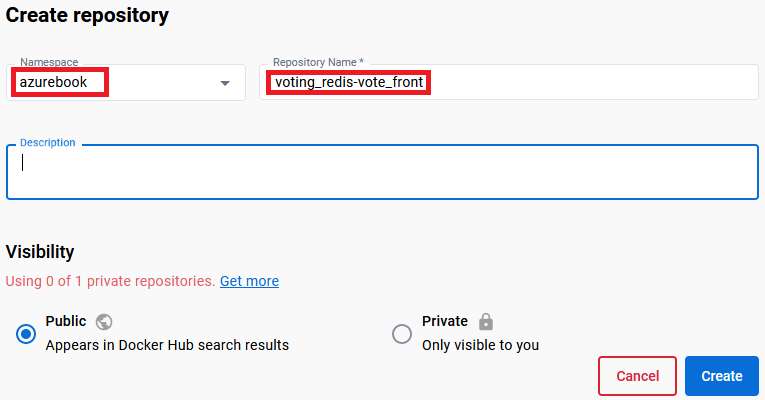 Create repository
Namespace
azurebook
Repository Name *
voting_redis-vote_front
Description
Visibility
Using 0 of 1 private repositories. Get more
Public
Appears in Docker Hub search results
Private
Only visible to you
Cancel
Create